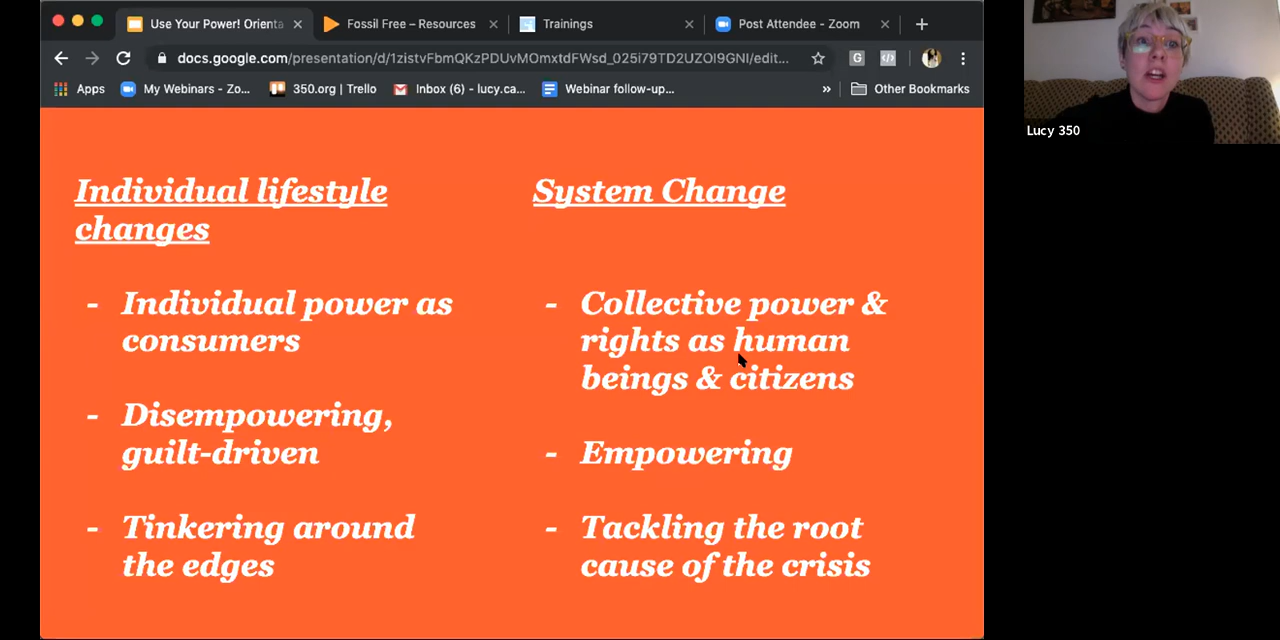 Use Your Power! Orienta
Fossil Free – Resources
Trainings
Post Attendee - Zoom
docs.google.com/presentation/d/1zistvFbmQKzPDUvMOmxtdFWsd_025i79TD2UZOI9GNI/edit...
G
Apps
My Webinars - Zo...
350.org | Trello
Inbox (6) - lucy.ca...
Webinar follow-up...
»
Other Bookmarks
Lucy 350
Individual lifestyle
changes
- Individual power as
consumers
- Disempowering,
guilt-driven
- Tinkering around
the edges
System Change
- Collective power &
rights as human
beings & citizens
- Empowering
- Tackling the root
cause of the crisis